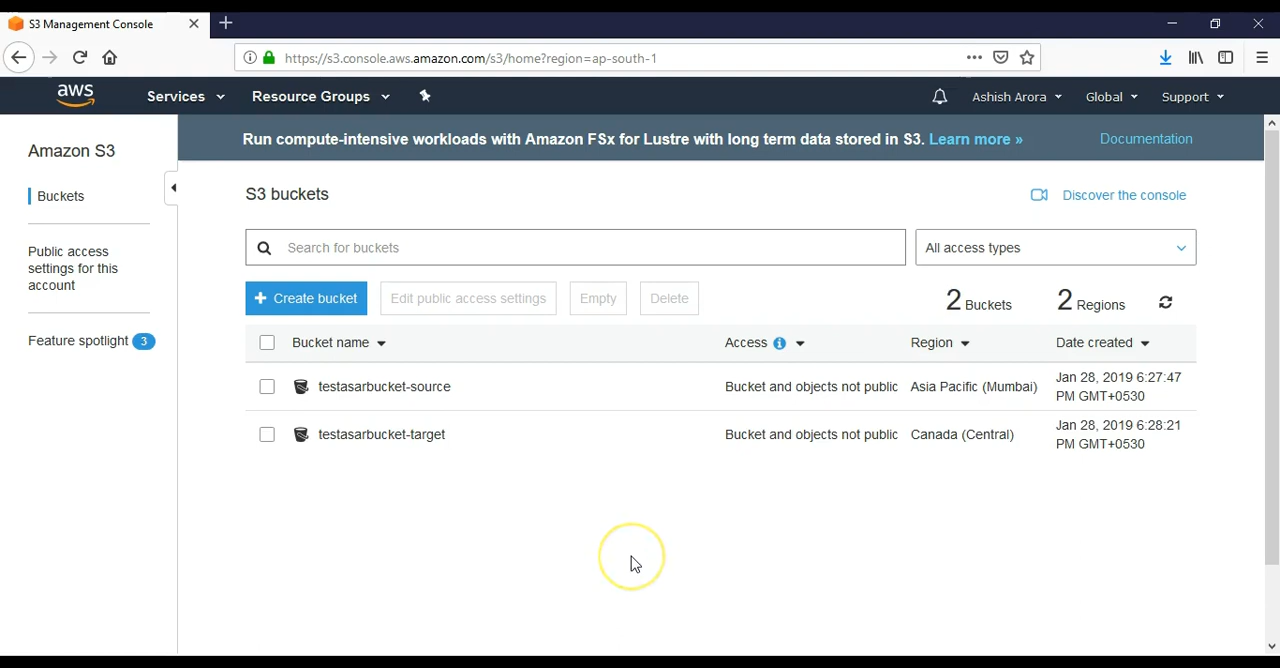 S3 Management Console
https://s3.console.aws.amazon.com/s3/home?region=ap-south-1
aws
Services
Resource Groups
Ashish Arora
Global
Support
Amazon S3
Buckets
Public access
settings for this
account
Feature spotlight 3
Run compute-intensive workloads with Amazon FSx for Lustre with long term data stored in S3. Learn more »
Documentation
S3 buckets
Discover the console
Search for buckets
All access types
+ Create bucket
Edit public access settings
Empty
Delete
2 Buckets
2 Regions
Bucket name
Access
Region
Date created
testasarbucket-source
Bucket and objects not public
Asia Pacific (Mumbai)
Jan 28, 2019 6:27:47
PM GMT+0530
testasarbucket-target
Bucket and objects not public
Canada (Central)
Jan 28, 2019 6:28:21
PM GMT+0530